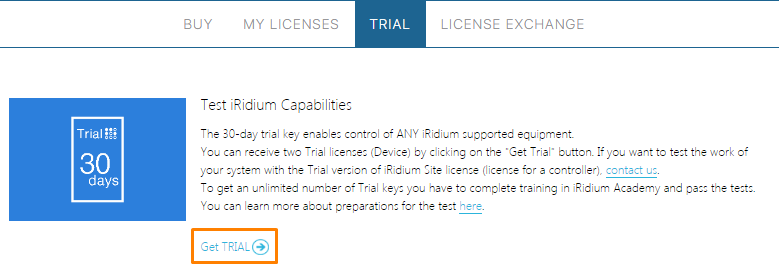 BUY MY LICENSES TRIAL LICENSE EXCHANGE
Trial
30
days
Test iRidium Capabilities
The 30-day trial key enables control of ANY iRidium supported equipment.
You can receive two Trial licenses (Device) by clicking on the "Get Trial" button. If you want to test the work of
your system with the Trial version of iRidium Site license (license for a controller), contact us.
To get an unlimited number of Trial keys you have to complete training in iRidium Academy and pass the tests.
You can learn more about preparations for the test here.
Get TRIAL